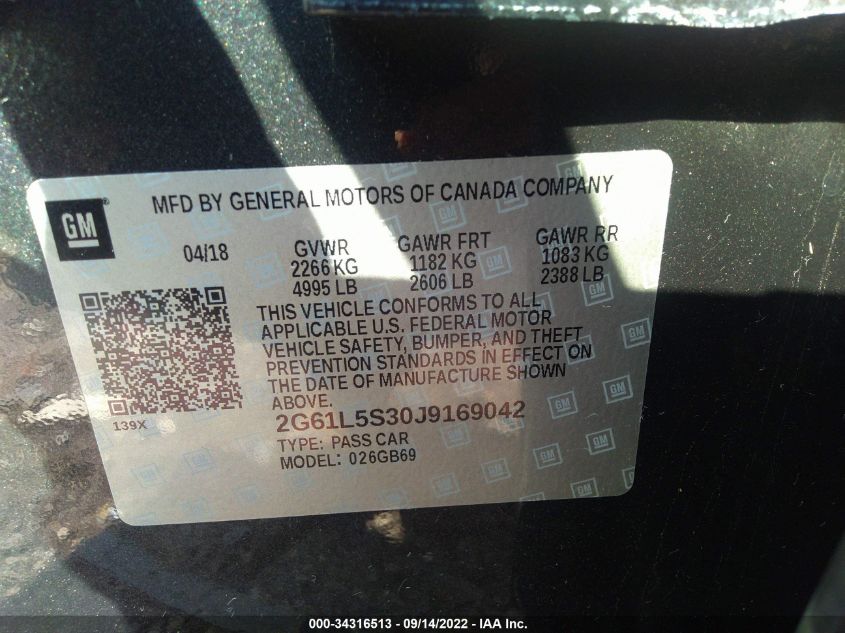 MFD BY GENERAL MOTORS OF CANADA COMPANY
GM
04/18 GVWR GAWR FRT GAWR RR
2266 KG 1182 KG 1083 KG
4995 LB 2606 LB 2388 LB
THIS VEHICLE CONFORMS TO ALL
APPLICABLE U.S. FEDERAL MOTOR
VEHICLE SAFETY, BUMPER, AND THEFT
PREVENTION STANDARDS IN EFFECT ON
THE DATE OF MANUFACTURE SHOWN
ABOVE.
139X
2G61L5S30J9169042
TYPE: PASS CAR
MODEL: 026GB69
000-34316513 - 09/14/2022 - IAA Inc.